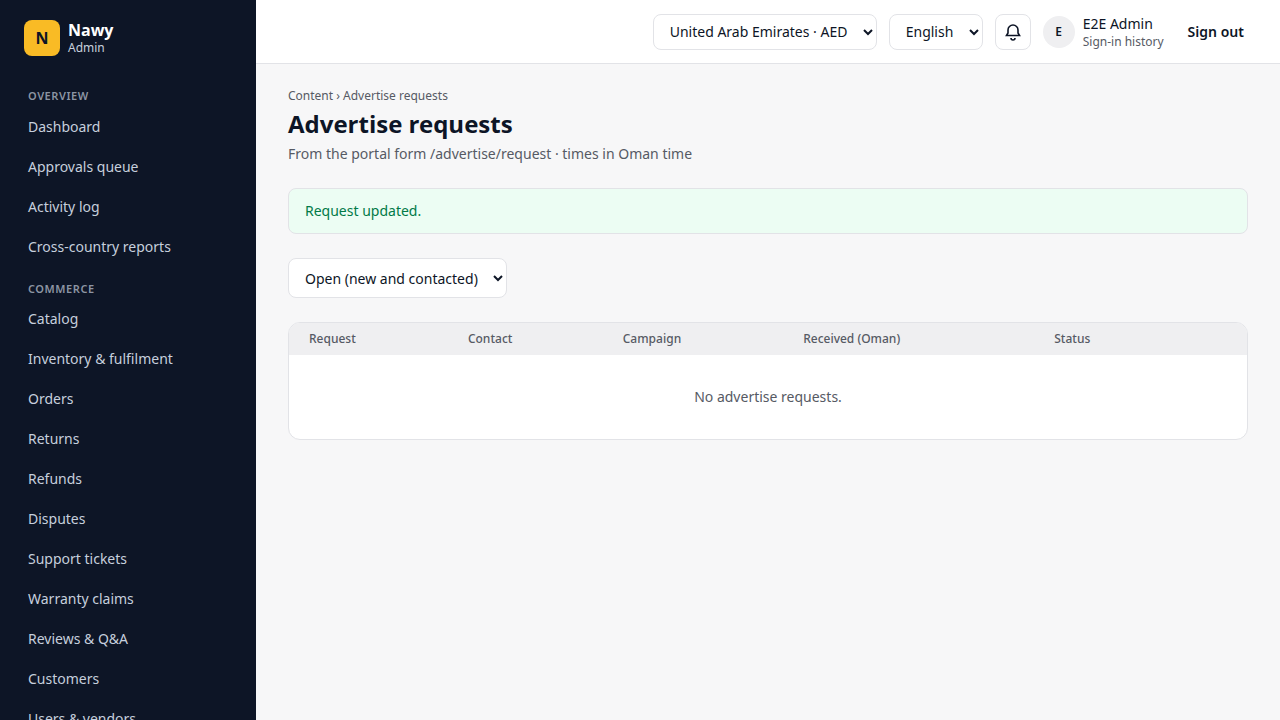 N
Nawy
Admin
OVERVIEW
Dashboard
Approvals queue
Activity log
Cross-country reports
COMMERCE
Catalog
Inventory & fulfilment
Orders
Returns
Refunds
Disputes
Support tickets
Warranty claims
Reviews & Q&A
Customers
Users & vendors
United Arab Emirates · AED
English
E
E2E Admin
Sign-in history
Sign out
Content › Advertise requests
Advertise requests
From the portal form /advertise/request · times in Oman time
Request updated.
Open (new and contacted)
Request Contact Campaign Received (Oman) Status
No advertise requests.